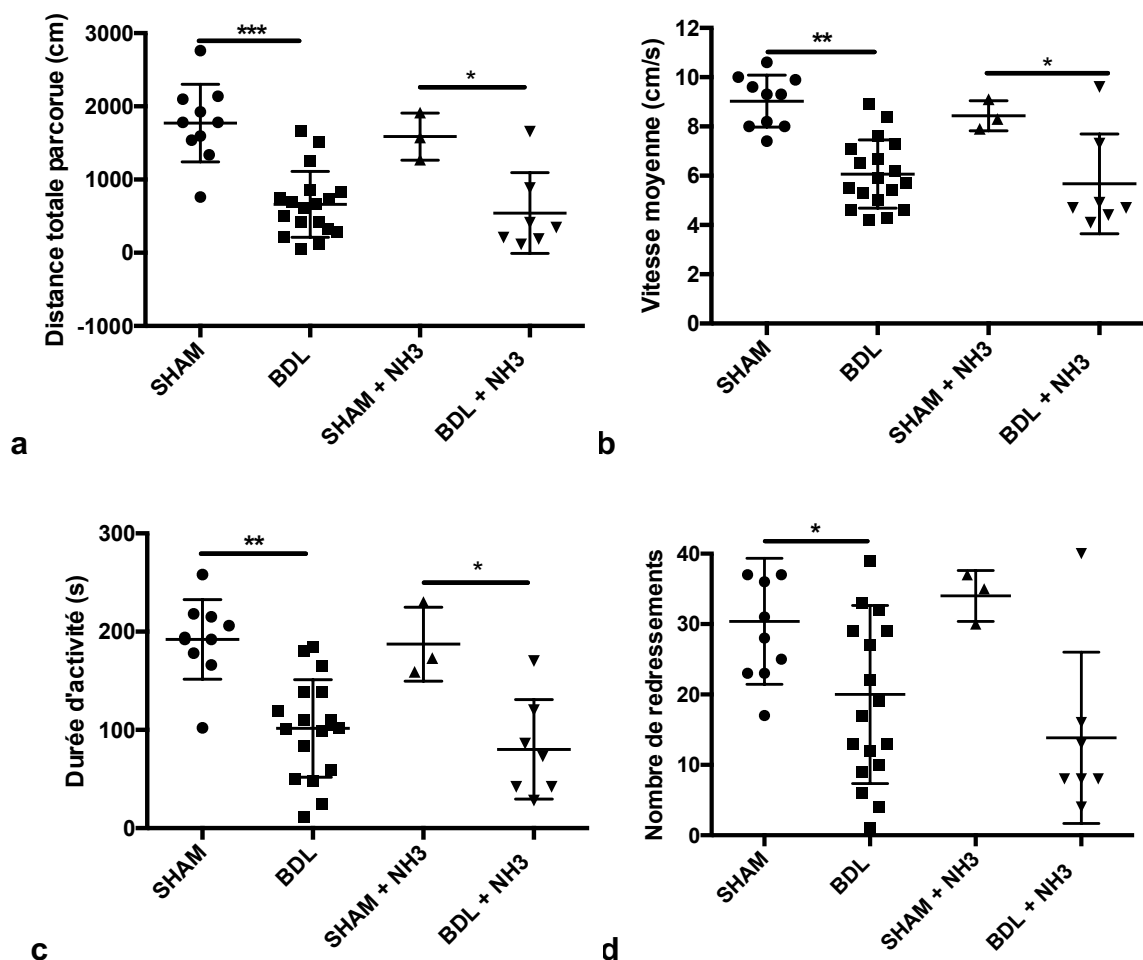 Distance totale parcorue (cm)
3000
2000
1000
0
-1000
***
*
SHAM
BDL
SHAM + NH3
BDL + NH3
a
Vitesse moyenne (cm/s)
12
10
8
6
4
2
0
**
*
SHAM
BDL
SHAM + NH3
BDL + NH3
b
Durée d'activité (s)
300
200
100
0
**
*
SHAM
BDL
SHAM + NH3
BDL + NH3
c
Nombre de redressements
40
30
20
10
0
*
SHAM
BDL
SHAM + NH3
BDL + NH3
d